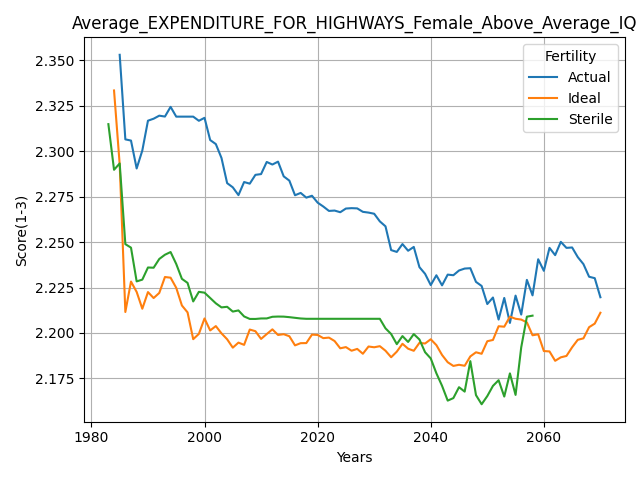 Average_EXPENDITURE_FOR_HIGHWAYS_Female_Above_Average_IQ
Score(1-3)
2.350
2.325
2.300
2.275
2.250
2.225
2.200
2.175
Fertility
Actual
Ideal
Sterile
1980
2000
2020
2040
2060
Years